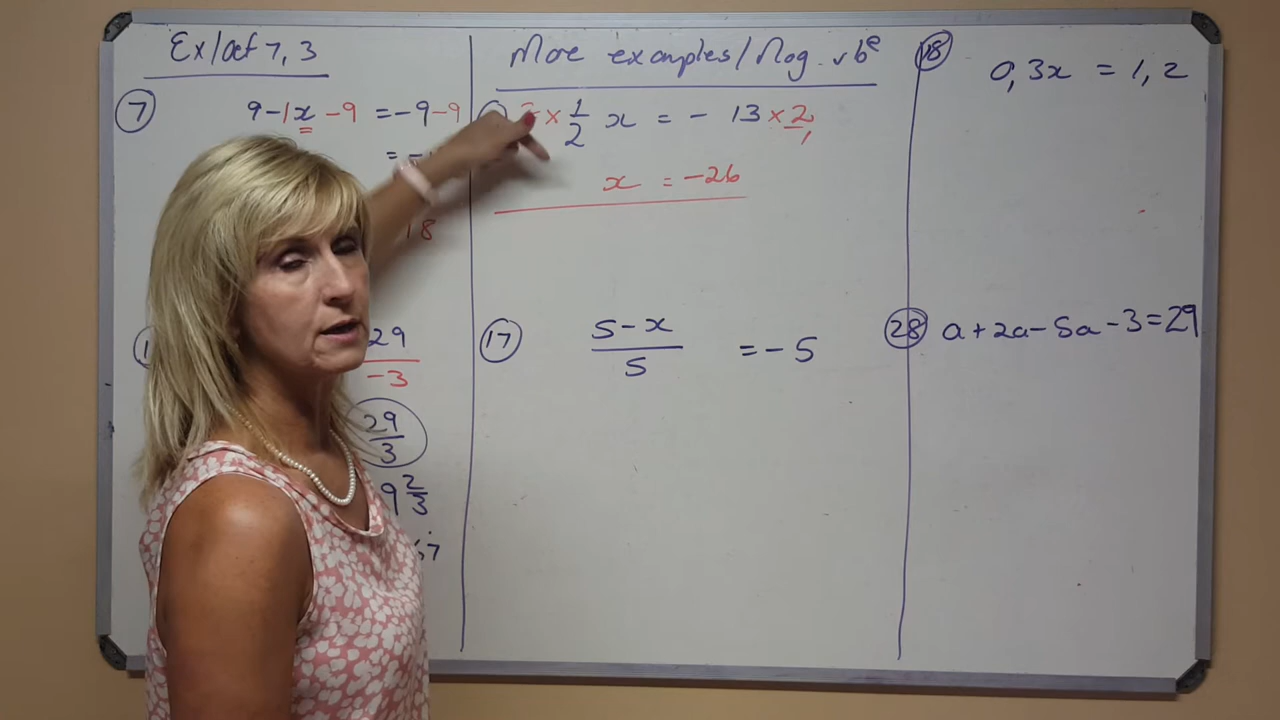 Ex/Oef 7,3
7
9 - 1x - 9 = -9 - 9
= -
18
29
-3
29
3
9 2/3
67
More examples/Nog vbe
2 × 1/2 x = - 13 × 2
x = -26
17
5 - x
5
= - 5
18
0,3x = 1,2
28
a + 2a - 5a - 3 = 29